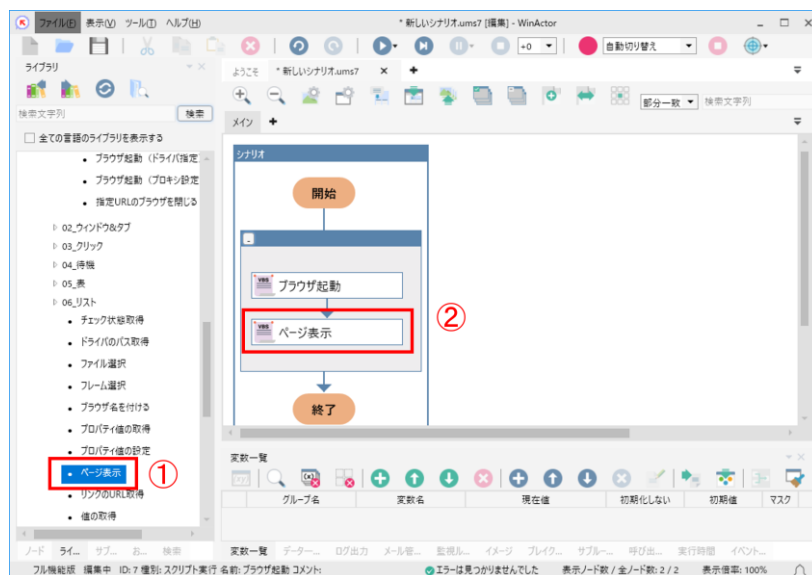 ファイル(F) 表示(V) ツール(T) ヘルプ(H)
* 新しいシナリオ.ums7 [編集] - WinActor
+0
自動切り替え
ライブラリ
ようこそ
* 新しいシナリオ.ums7
検索文字列
検索
部分一致
検索文字列
全ての言語のライブラリを表示する
メイン
ブラウザ起動（ドライバ指定
ブラウザ起動（プロキシ設定
指定URLのブラウザを閉じる
02_ウィンドウ&タブ
03_クリック
04_待機
05_表
06_リスト
チェック状態取得
ドライバのパス取得
ファイル選択
フレーム選択
ブラウザ名を付ける
プロパティ値の取得
プロパティ値の設定
ページ表示
①
リンクのURL取得
値の取得
シナリオ
開始
ブラウザ起動
ページ表示
②
終了
変数一覧
グループ名 変数名 現在値 初期化しない 初期値 マスク
ノード ライ... サブ... お... 検索
変数一覧 データー... ログ出力 メール管... 監視ル... イメージ ブレイク... サブルー... 呼び出... 実行時間 イベント...
フル機能版 編集中 ID: 7 種別: スクリプト実行 名前: ブラウザ起動 コメント:
エラーは見つかりませんでした 表示ノード数 / 全ノード数: 2 / 2 表示倍率: 100%